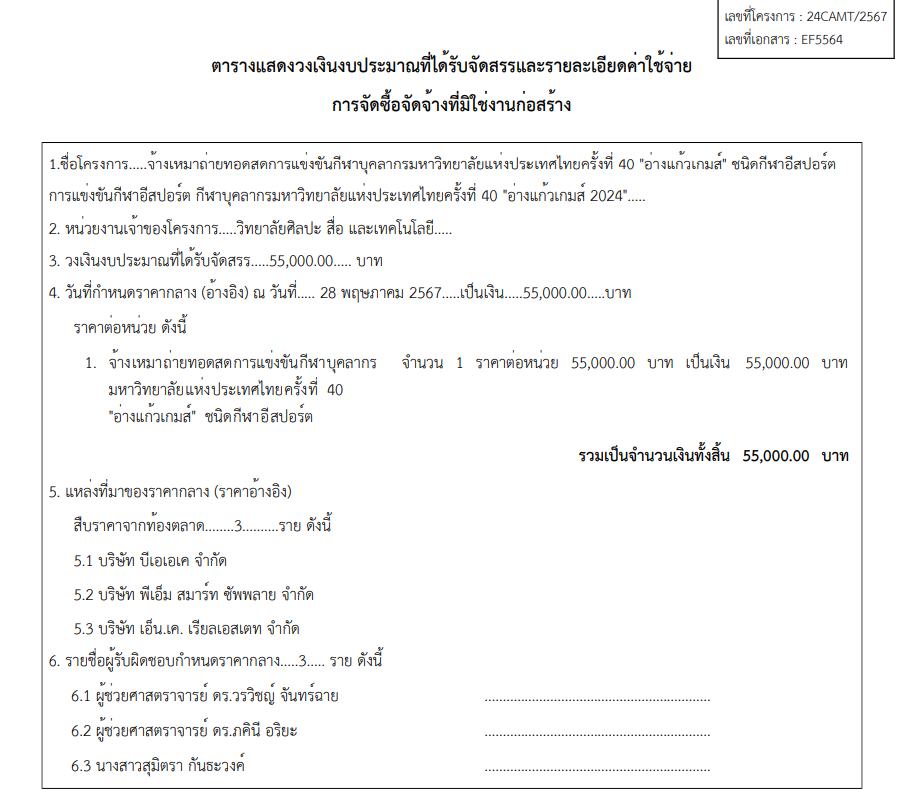 เลขที่โครงการ : 24CAMT/2567
เลขที่เอกสาร : EF5564
ตารางแสดงวงเงินงบประมาณที่ได้รับจัดสรรและรายละเอียดค่าใช้จ่าย
การจัดซื้อจัดจ้างที่มิใช่งานก่อสร้าง
1.ชื่อโครงการ.....จ้างเหมาถ่ายทอดสดการแข่งขันกีฬาบุคลากรมหาวิทยาลัยแห่งประเทศไทยครั้งที่ 40 "อ่างแก้วเกมส์" ชนิดกีฬาอีสปอร์ต
การแข่งขันกีฬาอีสปอร์ต กีฬาบุคลากรมหาวิทยาลัยแห่งประเทศไทยครั้งที่ 40 "อ่างแก้วเกมส์ 2024".....
2. หน่วยงานเจ้าของโครงการ.....วิทยาลัยศิลปะ สื่อ และเทคโนโลยี.....
3. วงเงินงบประมาณที่ได้รับจัดสรร.....55,000.00..... บาท
4. วันที่กำหนดราคากลาง (อ้างอิง) ณ วันที่..... 28 พฤษภาคม 2567.....เป็นเงิน.....55,000.00.....บาท
ราคาต่อหน่วย ดังนี้
1. จ้างเหมาถ่ายทอดสดการแข่งขันกีฬาบุคลากร จำนวน 1 ราคาต่อหน่วย 55,000.00 บาท เป็นเงิน 55,000.00 บาท
มหาวิทยาลัยแห่งประเทศไทยครั้งที่ 40
"อ่างแก้วเกมส์" ชนิดกีฬาอีสปอร์ต
รวมเป็นจำนวนเงินทั้งสิ้น 55,000.00 บาท
5. แหล่งที่มาของราคากลาง (ราคาอ้างอิง)
สืบราคาจากท้องตลาด........3..........ราย ดังนี้
5.1 บริษัท บีเอเอเค จำกัด
5.2 บริษัท พีเอ็ม สมาร์ท ซัพพลาย จำกัด
5.3 บริษัท เอ็น.เค. เรียลเอสเตท จำกัด
6. รายชื่อผู้รับผิดชอบกำหนดราคากลาง.....3..... ราย ดังนี้
6.1 ผู้ช่วยศาสตราจารย์ ดร.วรวิชญ์ จันทร์ฉาย ..............................................................
6.2 ผู้ช่วยศาสตราจารย์ ดร.ภคินี อริยะ ..............................................................
6.3 นางสาวสุมิตรา กันธะวงค์ ..............................................................